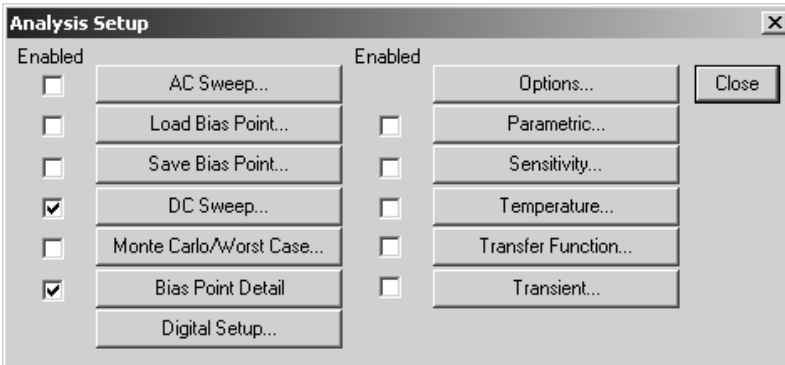 Analysis Setup
Enabled Enabled
AC Sweep... Options... Close
Load Bias Point... Parametric...
Save Bias Point... Sensitivity...
DC Sweep... Temperature...
Monte Carlo/Worst Case... Transfer Function...
Bias Point Detail Transient...
Digital Setup...